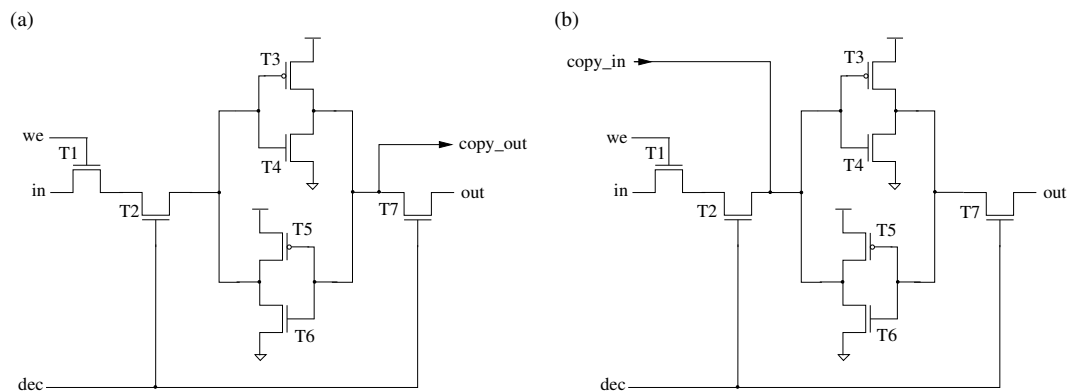 (a)
T3
we
T1
T4
copy_out
in
out
T2
T7
T5
T6
dec
(b)
copy_in
T3
we
T1
T4
in
out
T2
T7
T5
T6
dec